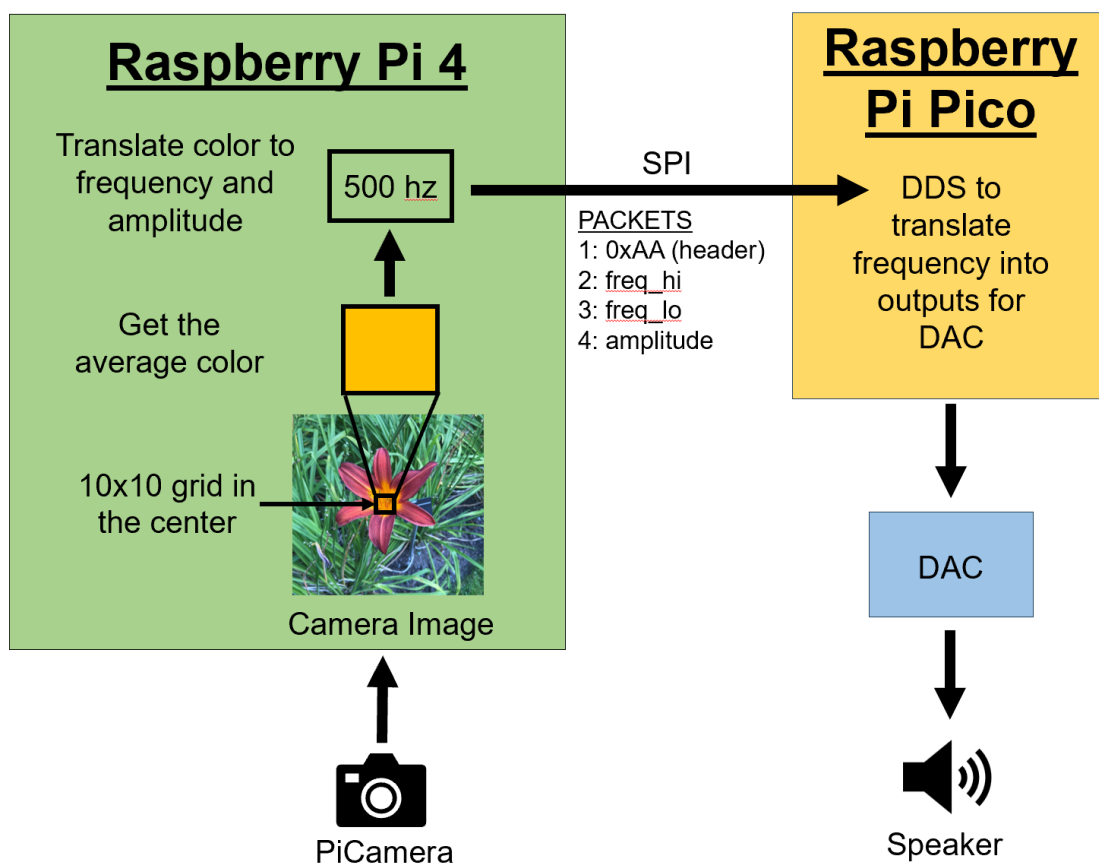 Raspberry Pi 4
Translate color to
frequency and
amplitude
500 hz
Get the
average color
10x10 grid in
the center
Camera Image
PiCamera
SPI
PACKETS
1: 0xAA (header)
2: freq_hi
3: freq_lo
4: amplitude
Raspberry
Pi Pico
DDS to
translate
frequency into
outputs for
DAC
DAC
Speaker